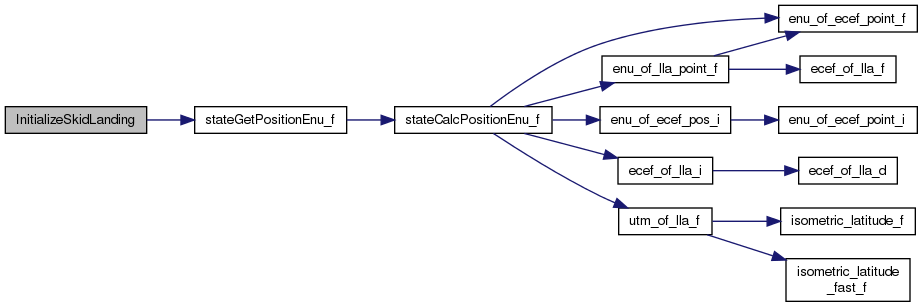 enu_of_ecef_point_f
enu_of_lla_point_f
ecef_of_lla_f
InitializeSkidLanding
stateGetPositionEnu_f
stateCalcPositionEnu_f
enu_of_ecef_pos_i
enu_of_ecef_point_i
ecef_of_lla_i
ecef_of_lla_d
utm_of_lla_f
isometric_latitude_f
isometric_latitude
_fast_f